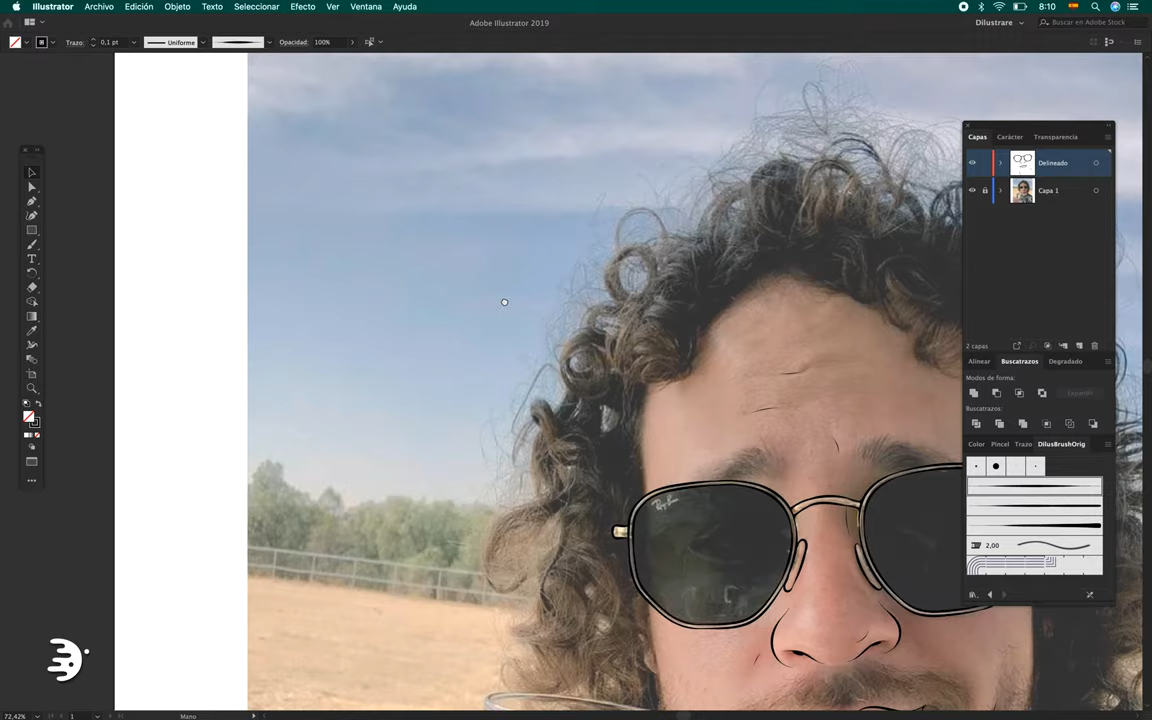 Illustrator Archivo Edición Objeto Texto Seleccionar Efecto Ver Ventana Ayuda 8:10
Adobe Illustrator 2019 Dilustrare Buscar en Adobe Stock
Trazo: 0,1 pt Uniforme Opacidad: 100%
Capas Carácter Transparencia
Delineado
Capa 1
2 capas
Alinear Buscatrazos Degradado
Modos de forma:
Expandir
Buscatrazos:
Color Pincel Trazo DilusBrushOrig
2,00
Ray-Ban
72,42% 1 Mano